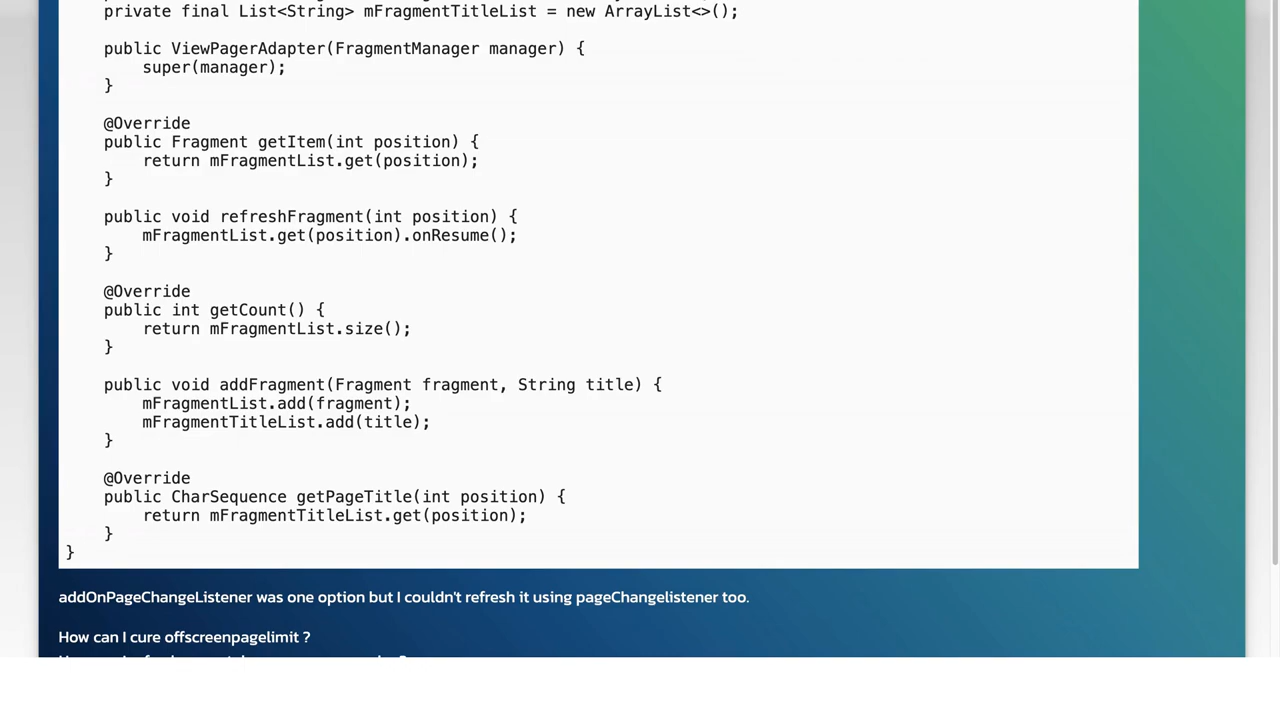 private final List<String> mFragmentTitleList = new ArrayList<>();
public ViewPagerAdapter(FragmentManager manager) {
super(manager);
}
@Override
public Fragment getItem(int position) {
return mFragmentList.get(position);
}
public void refreshFragment(int position) {
mFragmentList.get(position).onResume();
}
@Override
public int getCount() {
return mFragmentList.size();
}
public void addFragment(Fragment fragment, String title) {
mFragmentList.add(fragment);
mFragmentTitleList.add(title);
}
@Override
public CharSequence getPageTitle(int position) {
return mFragmentTitleList.get(position);
}
}
addOnPageChangeListener was one option but I couldn't refresh it using pageChangelistener too.
How can I cure offscreenpagelimit ?